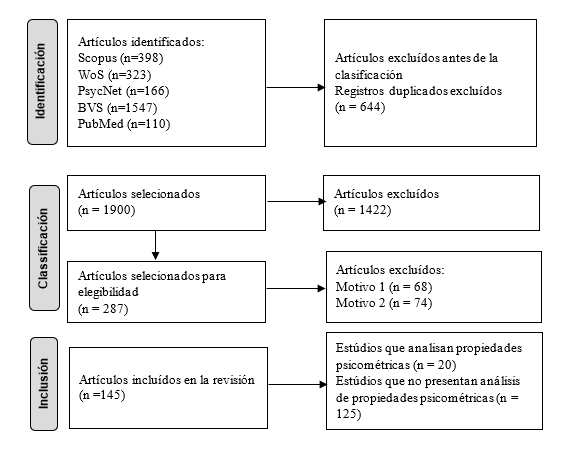 Identificación
Artículos identificados:
Scopus (n=398)
WoS (n=323)
PsycNet (n=166)
BVS (n=1547)
PubMed (n=110)
Artículos excluídos antes de la
clasificación
Registros duplicados excluídos
(n = 644)
Classificación
Artículos selecionados
(n = 1900)
Artículos excluídos
(n = 1422)
Artículos selecionados para
elegibilidad
(n = 287)
Artículos excluídos:
Motivo 1 (n = 68)
Motivo 2 (n = 74)
Inclusión
Artículos incluídos en la revisión
(n =145)
Estúdios que analisan propiedades
psicométricas (n = 20)
Estúdios que no presentan análisis
de propiedades psicométricas (n =
125)